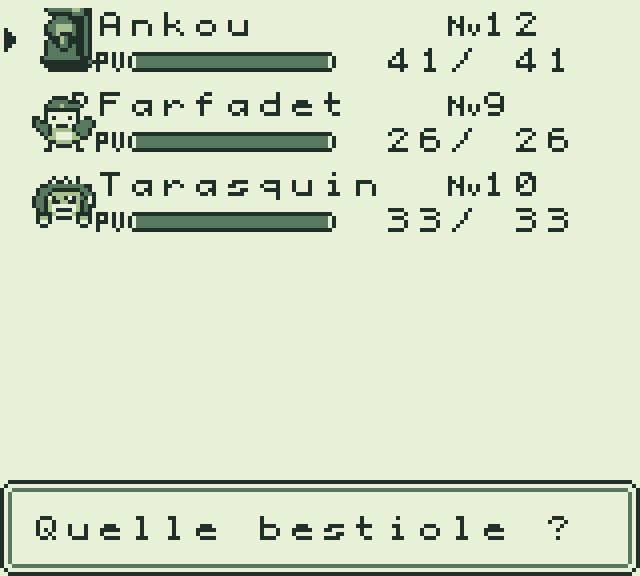 Ankou Nv12
PV 41/ 41
Farfadet Nv9
PV 26/ 26
Tarasquin Nv10
PV 33/ 33
Quelle bestiole ?